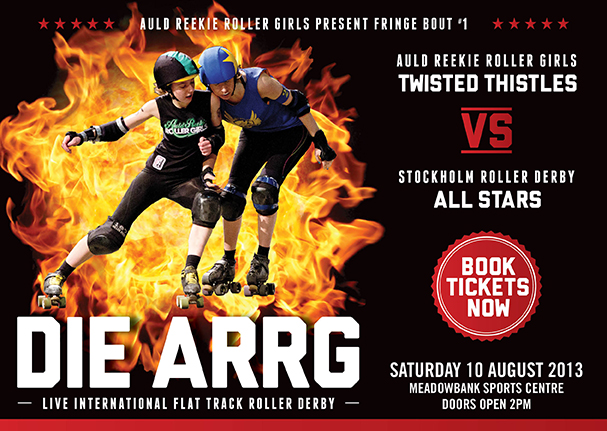 AULD REEKIE ROLLER GIRLS PRESENT FRINGE BOUT #1
AULD REEKIE ROLLER GIRLS
TWISTED THISTLES
VS
STOCKHOLM ROLLER DERBY
ALL STARS
Auld Reekie
ROLLER GIRLS
BOOK
TICKETS
NOW
DIE ARRG
LIVE INTERNATIONAL FLAT TRACK ROLLER DERBY
SATURDAY 10 AUGUST 2013
MEADOWBANK SPORTS CENTRE
DOORS OPEN 2PM